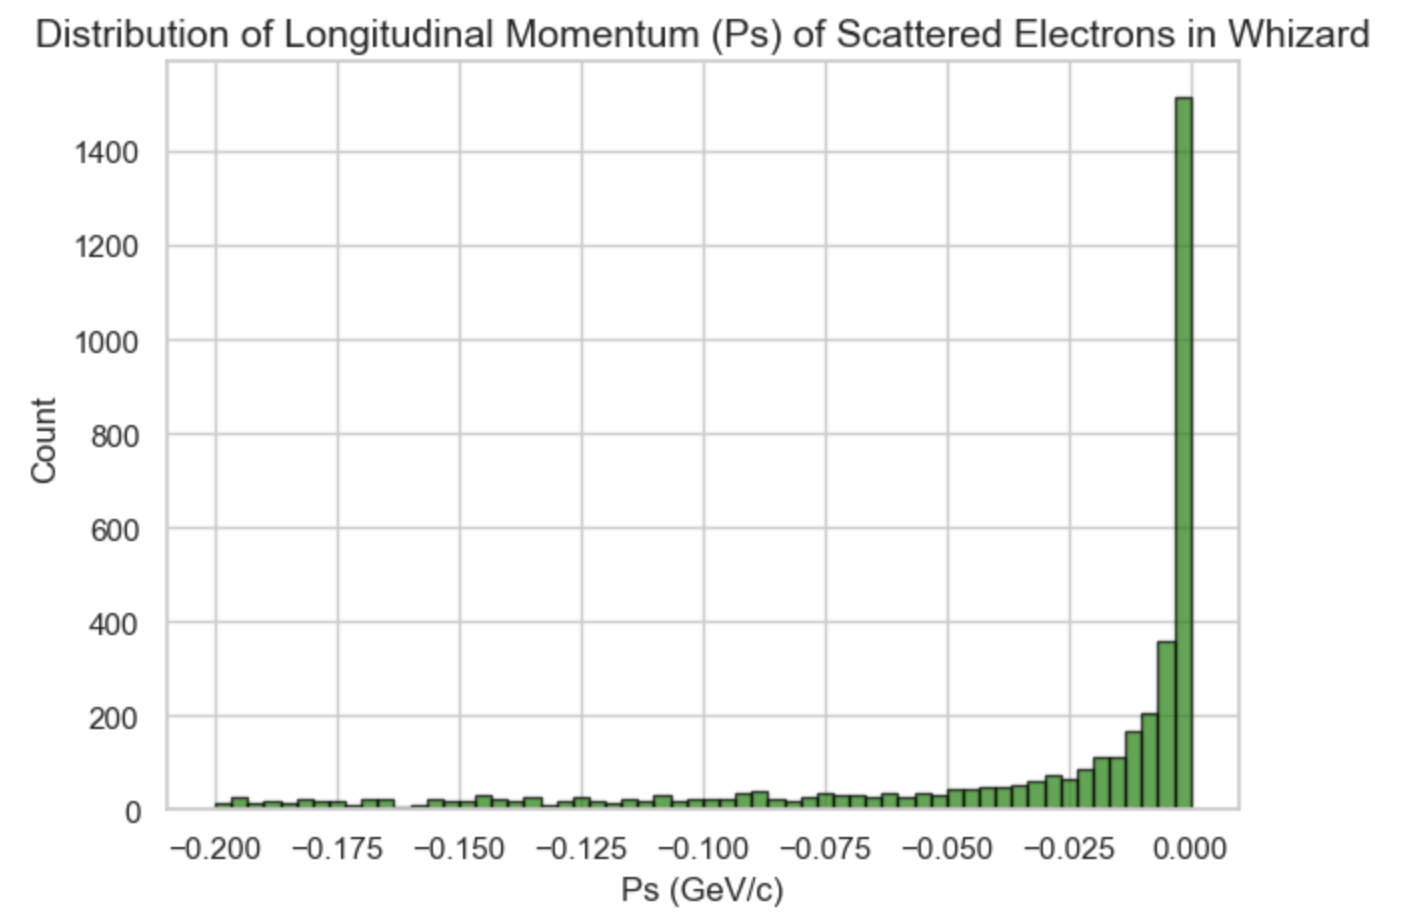 Distribution of Longitudinal Momentum (Ps) of Scattered Electrons in Whizard
1400
1200
1000
800
600
400
200
0
Count
−0.200 −0.175 −0.150 −0.125 −0.100 −0.075 −0.050 −0.025 0.000
Ps (GeV/c)